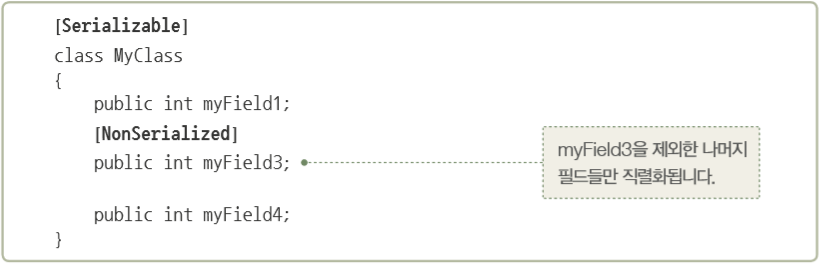 [Serializable]
class MyClass
{
public int myField1;
[NonSerialized]
public int myField3;
myField3을 제외한 나머지
필드들만 직렬화됩니다.
public int myField4;
}